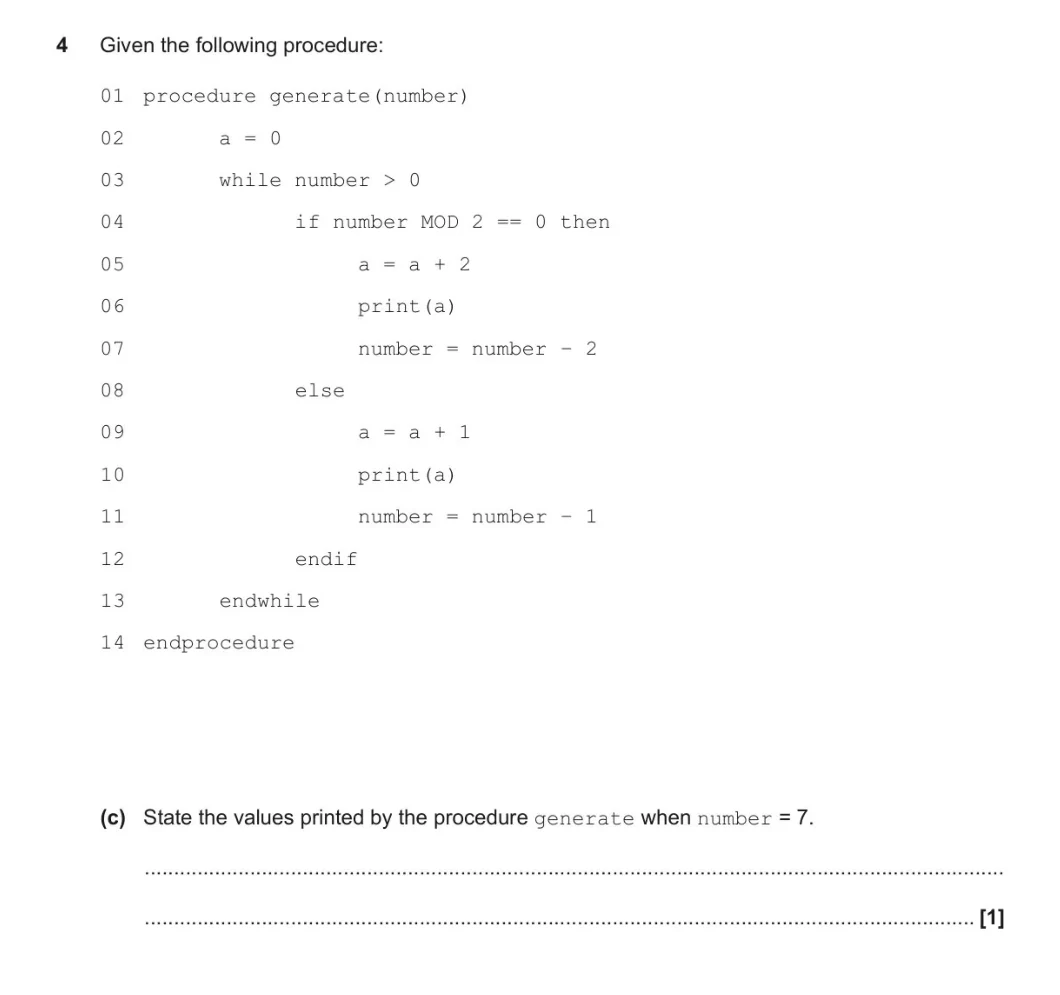 4 Given the following procedure:
01 procedure generate(number)
02 a = 0
03 while number > 0
04 if number MOD 2 == 0 then
05 a = a + 2
06 print(a)
07 number = number – 2
08 else
09 a = a + 1
10 print(a)
11 number = number – 1
12 endif
13 endwhile
14 endprocedure
(c) State the values printed by the procedure generate when number = 7.
[1]